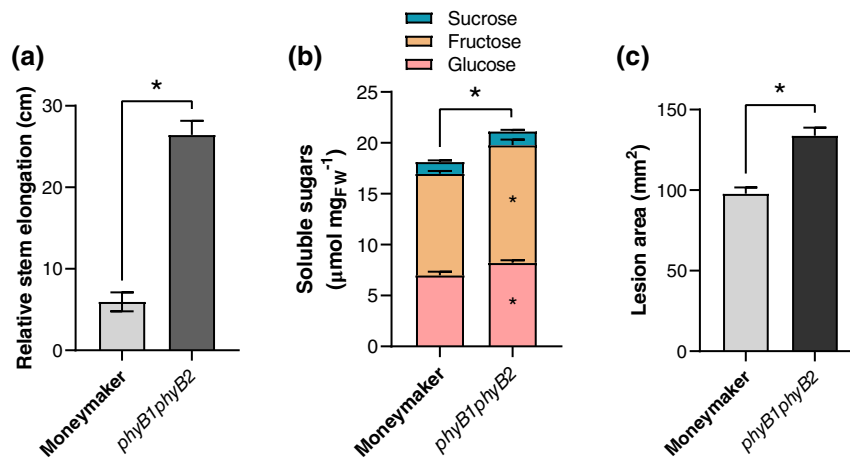 (a)
Relative stem elongation (cm)
30
20
10
0
*
Moneymaker
phyB1phyB2
(b)
Sucrose
Fructose
Glucose
Soluble sugars
(µmol mgFW-1)
25
20
15
10
5
0
*
*
*
Moneymaker
phyB1phyB2
(c)
Lesion area (mm2)
150
100
50
0
*
Moneymaker
phyB1phyB2